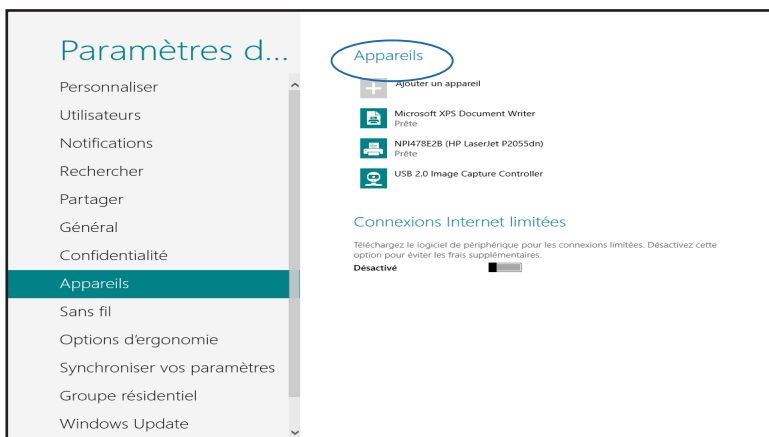 Paramètres d...
Personnaliser
Utilisateurs
Notifications
Rechercher
Partager
Général
Confidentialité
Appareils
Sans fil
Options d'ergonomie
Synchroniser vos paramètres
Groupe résidentiel
Windows Update
Appareils
Ajouter un appareil
Microsoft XPS Document Writer
Prête
NPI478E2B (HP LaserJet P2055dn)
Prête
USB 2.0 Image Capture Controller
Connexions Internet limitées
Téléchargez le logiciel de périphérique pour les connexions limitées. Désactivez cette
option pour éviter les frais supplémentaires.
Désactivé